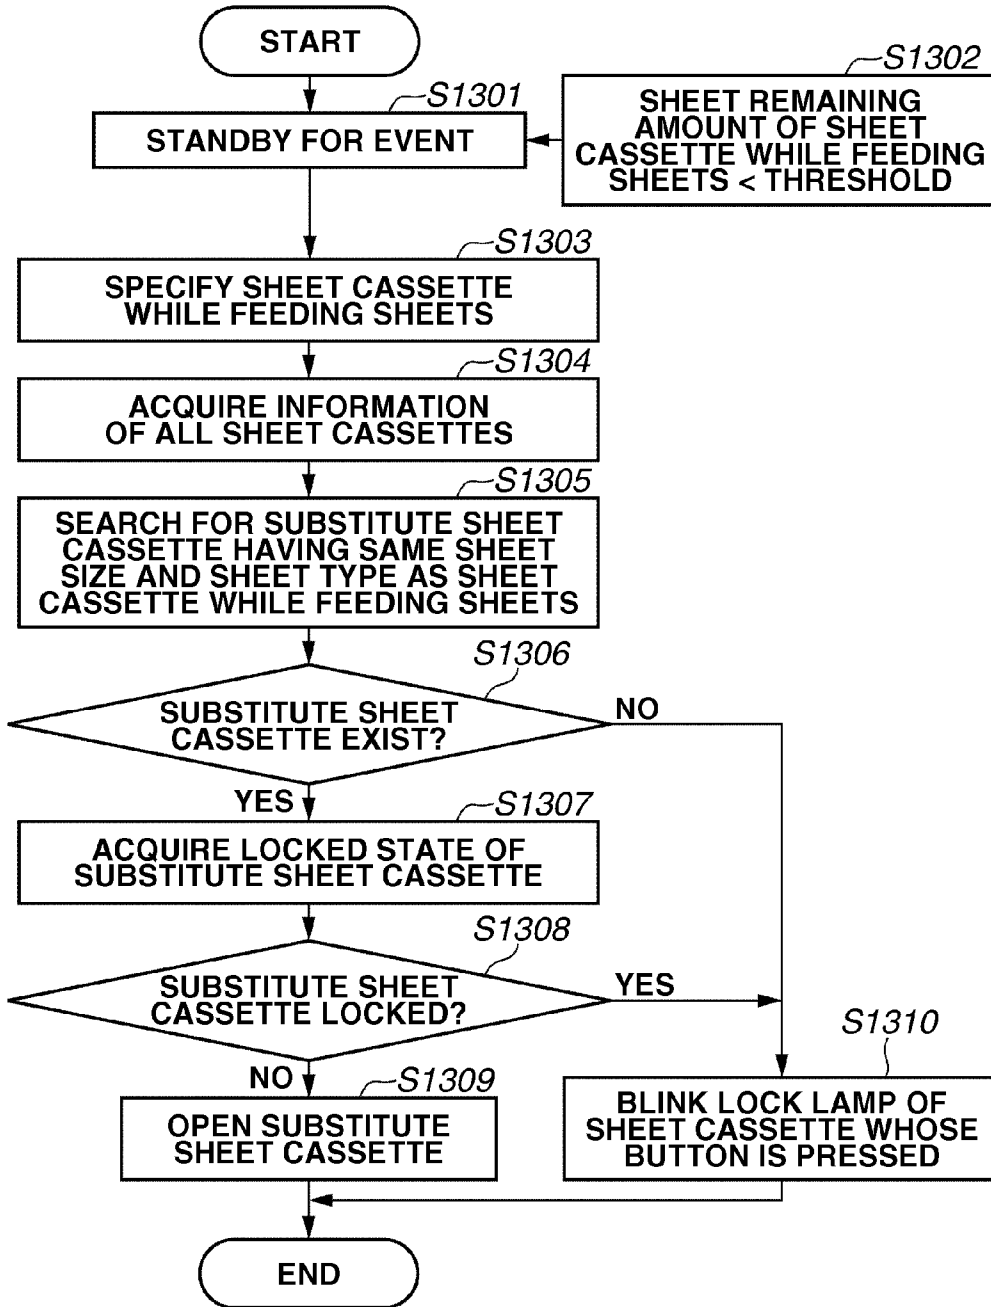 START
S1301
STANDBY FOR EVENT
S1302
SHEET REMAINING
AMOUNT OF SHEET
CASSETTE WHILE FEEDING
SHEETS < THRESHOLD
S1303
SPECIFY SHEET CASSETTE
WHILE FEEDING SHEETS
S1304
ACQUIRE INFORMATION
OF ALL SHEET CASSETTES
S1305
SEARCH FOR SUBSTITUTE SHEET
CASSETTE HAVING SAME SHEET
SIZE AND SHEET TYPE AS SHEET
CASSETTE WHILE FEEDING SHEETS
S1306
SUBSTITUTE SHEET
CASSETTE EXIST?
NO
YES
S1307
ACQUIRE LOCKED STATE OF
SUBSTITUTE SHEET CASSETTE
S1308
SUBSTITUTE SHEET
CASSETTE LOCKED?
YES
NO
S1309
OPEN SUBSTITUTE
SHEET CASSETTE
S1310
BLINK LOCK LAMP OF
SHEET CASSETTE WHOSE
BUTTON IS PRESSED
END